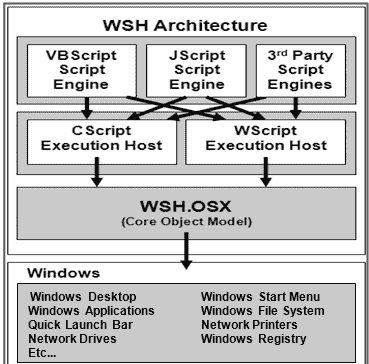 WSH Architecture
VBScript
Script
Engine
JScript
Script
Engine
3rd Party
Script
Engines
CScript
Execution Host
WScript
Execution Host
WSH.OSX
(Core Object Model)
Windows
Windows Desktop
Windows Applications
Quick Launch Bar
Network Drives
Etc...
Windows Start Menu
Windows File System
Network Printers
Windows Registry